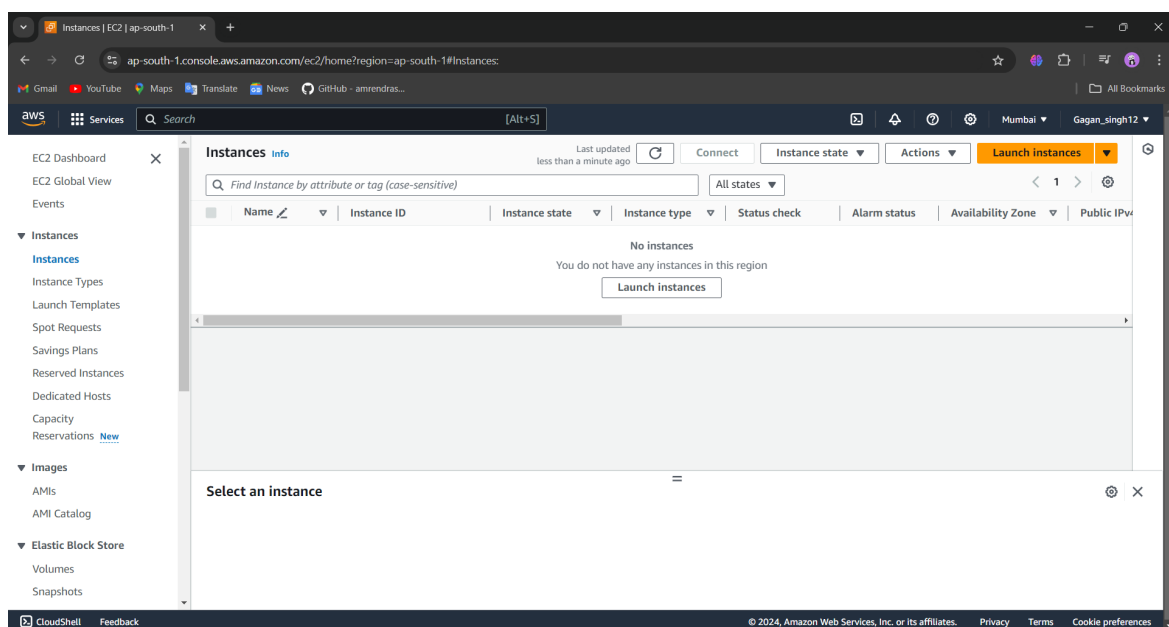 Instances | EC2 | ap-south-1
ap-south-1.console.aws.amazon.com/ec2/home?region=ap-south-1#Instances:
Gmail YouTube Maps Translate News GitHub - amrendras... All Bookmarks
aws Services Search [Alt+S] Mumbai Gagan_singh12
EC2 Dashboard
EC2 Global View
Events
Instances
Instances
Instance Types
Launch Templates
Spot Requests
Savings Plans
Reserved Instances
Dedicated Hosts
Capacity
Reservations New
Images
AMIs
AMI Catalog
Elastic Block Store
Volumes
Snapshots
Instances Info
Last updated
less than a minute ago
Connect Instance state Actions Launch instances
Find Instance by attribute or tag (case-sensitive) All states 1
Name Instance ID Instance state Instance type Status check Alarm status Availability Zone Public IPv4
No instances
You do not have any instances in this region
Launch instances
Select an instance
CloudShell Feedback © 2024, Amazon Web Services, Inc. or its affiliates. Privacy Terms Cookie preferences